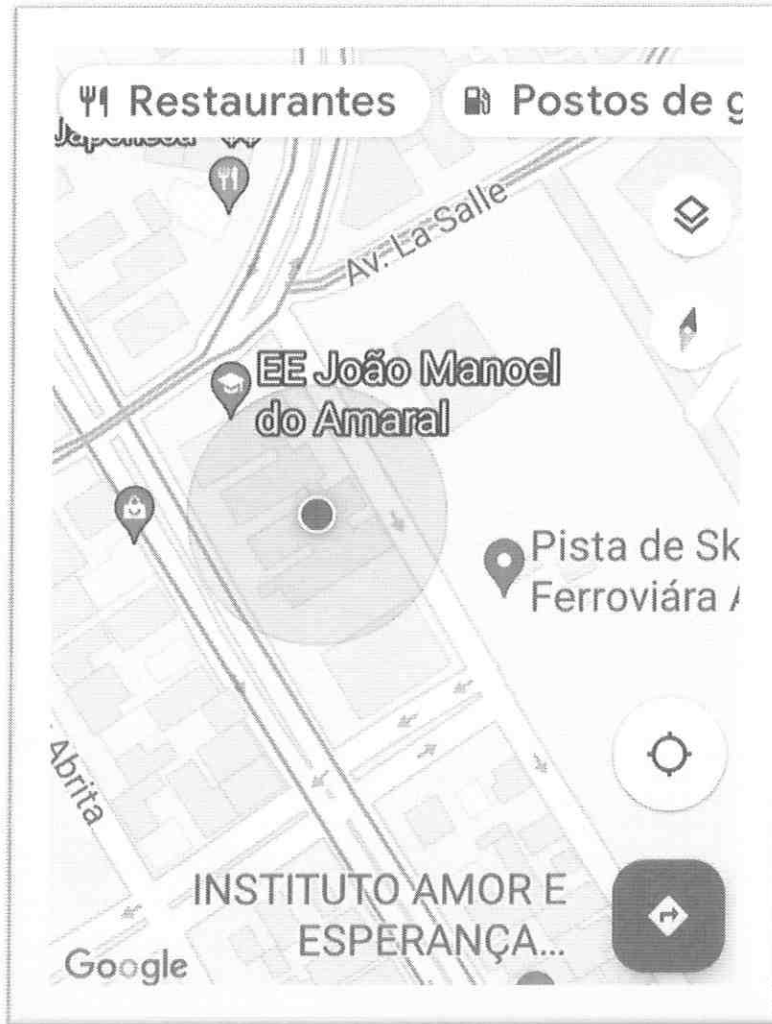 Restaurantes
Postos de g
Av. La Salle
EE João Manoel
do Amaral
Pista de Sk
Ferroviára A
Abrita
INSTITUTO AMOR E
ESPERANÇA...
Google